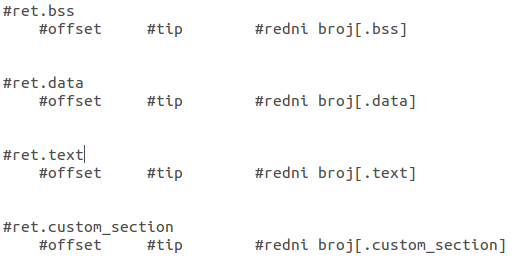 #ret.bss
#offset #tip #redni broj[.bss]
#ret.data
#offset #tip #redni broj[.data]
#ret.text
#offset #tip #redni broj[.text]
#ret.custom_section
#offset #tip #redni broj[.custom_section]